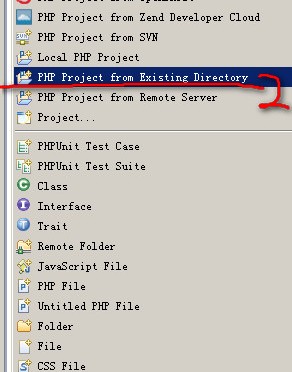 PHP Project from Zend Developer Cloud
PHP Project from SVN
Local PHP Project
PHP Project from Existing Directory
PHP Project from Remote Server
Project...
PHPUnit Test Case
PHPUnit Test Suite
Class
Interface
Trait
Remote Folder
JavaScript File
PHP File
Untitled PHP File
Folder
File
CSS File